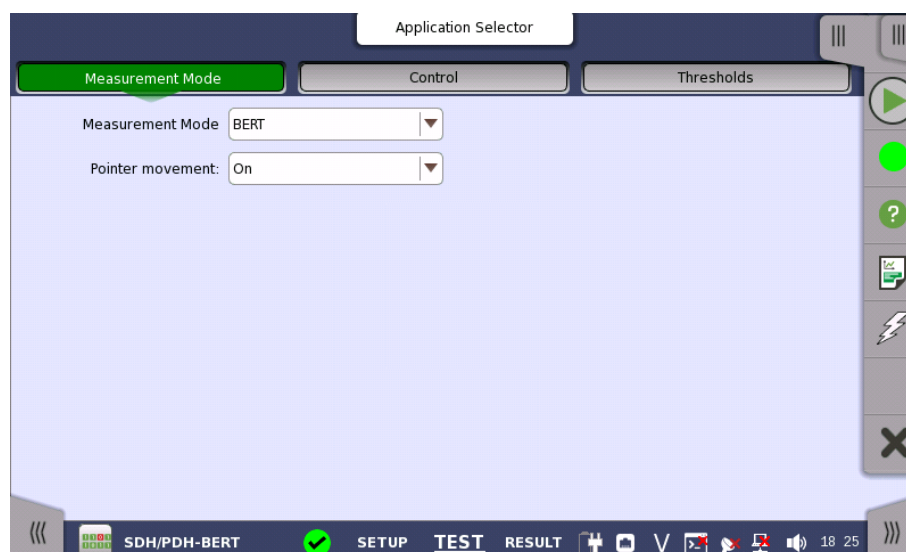 Application Selector
Measurement Mode Control Thresholds
Measurement Mode BERT
Pointer movement: On
?
SDH/PDH-BERT SETUP TEST RESULT V 18 25